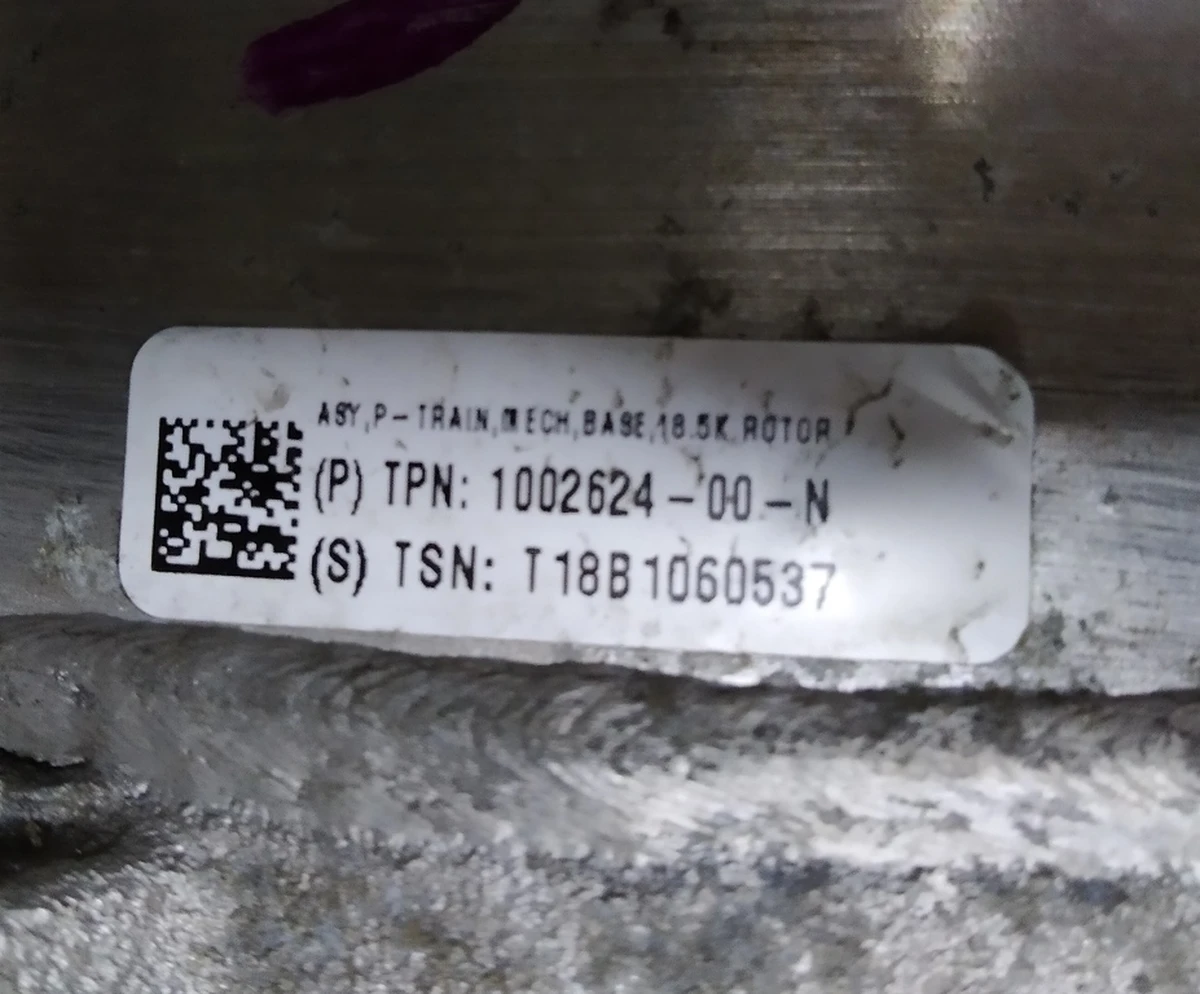 ASY,P-TRAIN,MECH,BASE,18.5K ROTOR
(P) TPN: 1002624-00-N
(S) TSN: T18B1060537